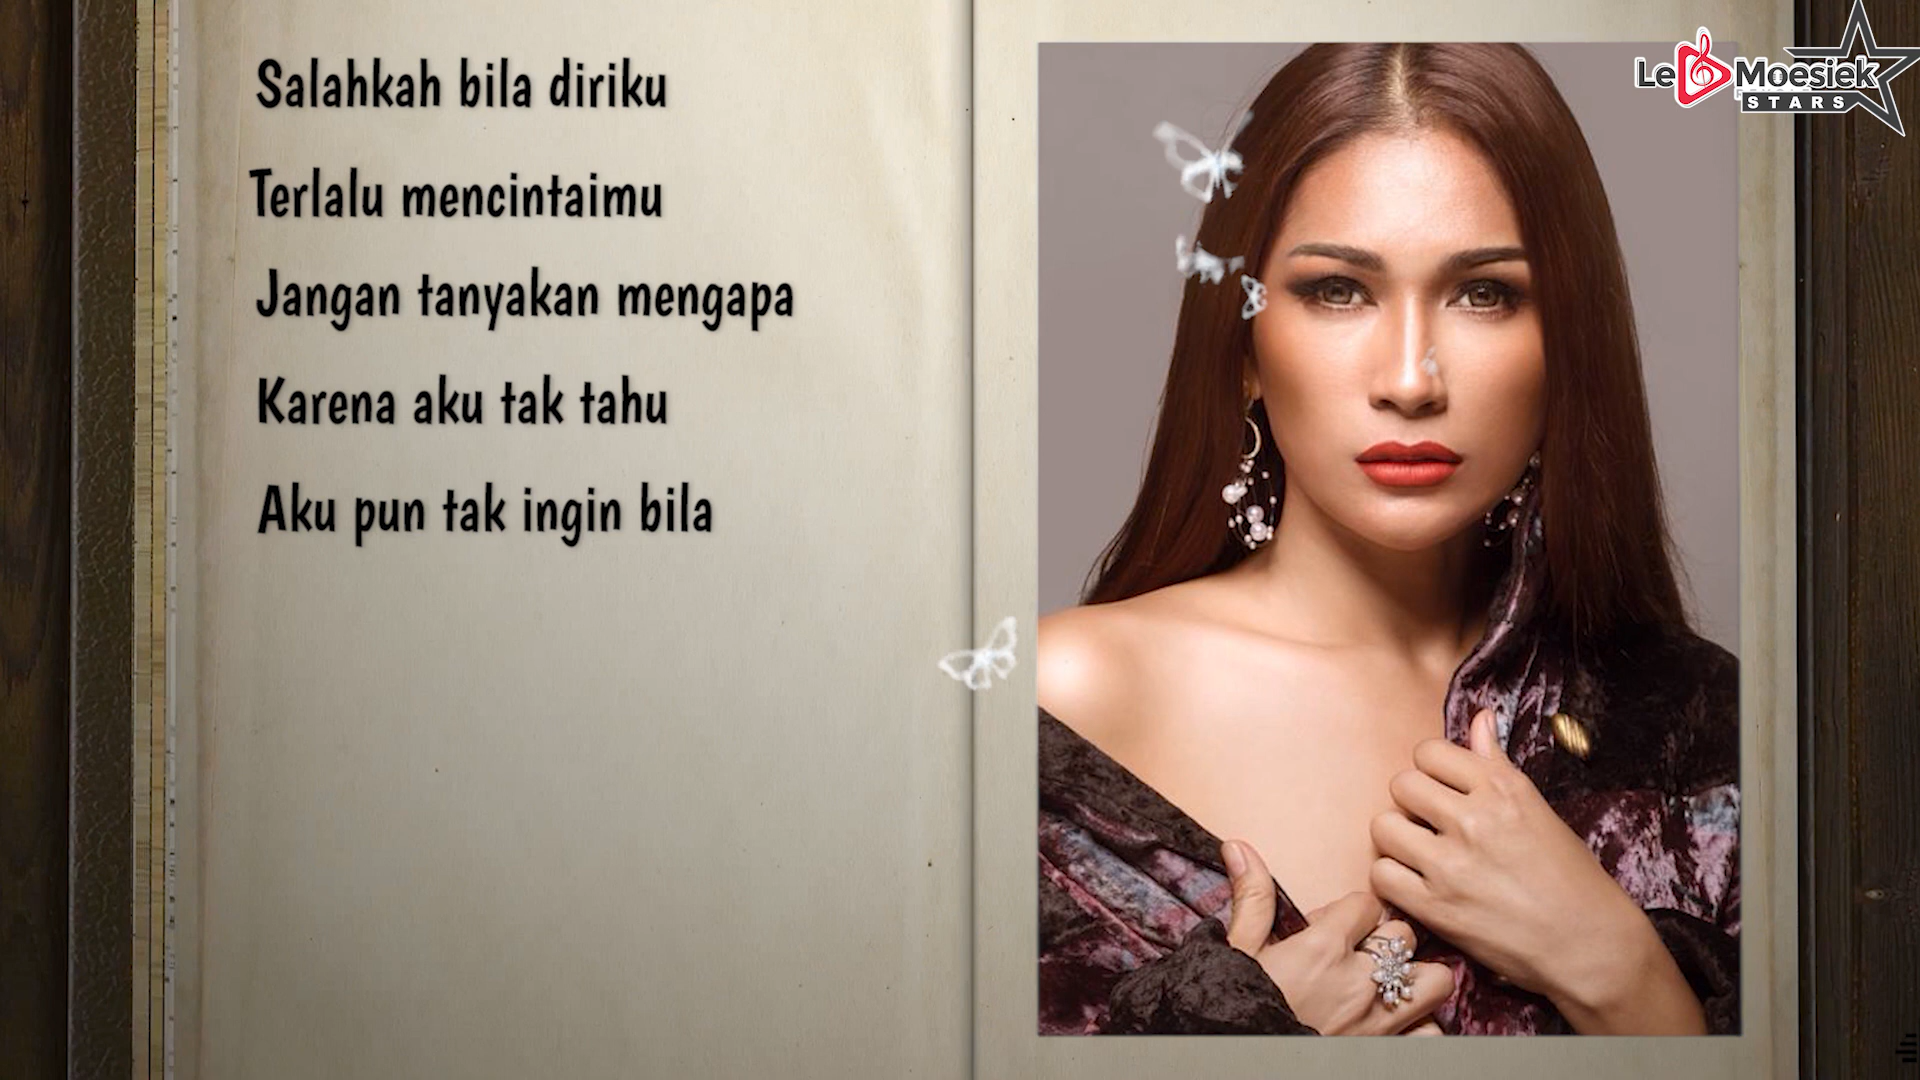 Salahkah bila diriku
Terlalu mencintaimu
Jangan tanyakan mengapa
Karena aku tak tahu
Aku pun tak ingin bila
Le Moesiek
STARS